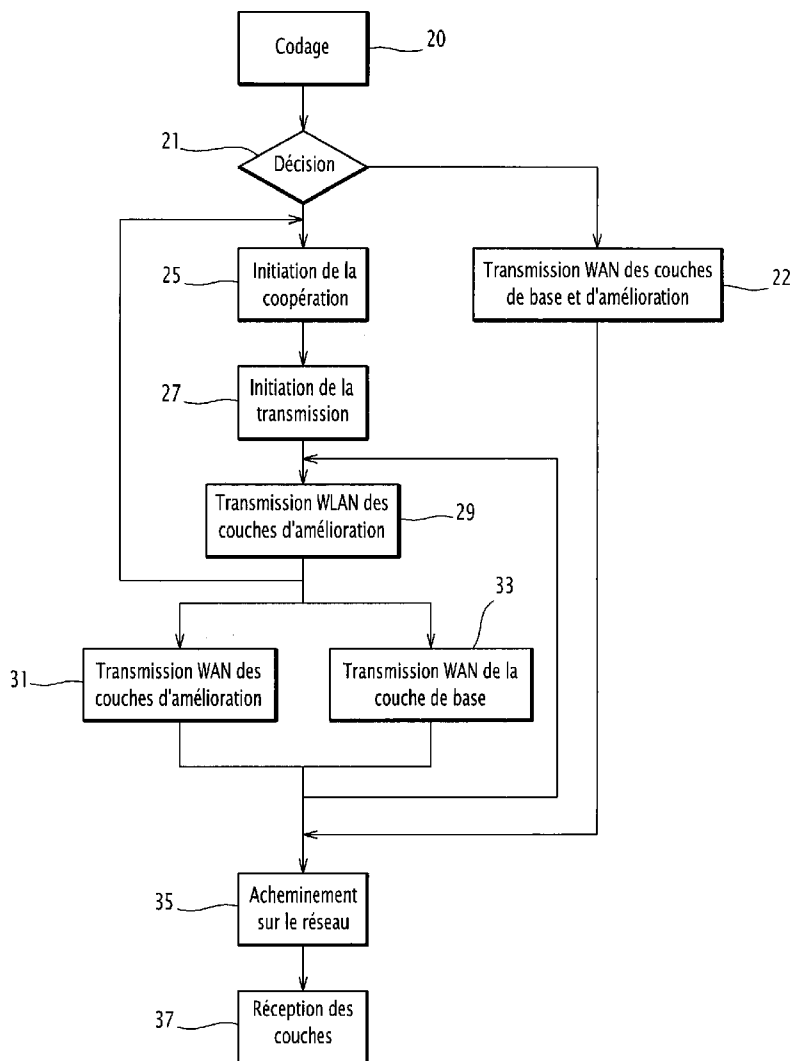 Codage
20
21
Décision
25
Initiation de la
coopération
Transmission WAN des couches
de base et d'amélioration
22
27
Initiation de la
transmission
Transmission WLAN des
couches d'amélioration
29
33
31
Transmission WAN des
couches d'amélioration
Transmission WAN de la
couche de base
35
Acheminement
sur le réseau
37
Réception des
couches